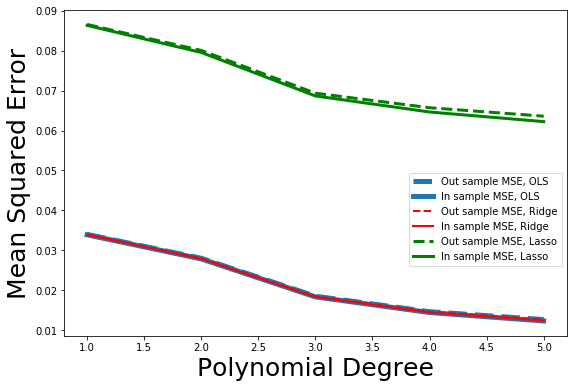 0.09
0.08
0.07
0.06
0.05
0.04
0.03
0.02
0.01
Mean Squared Error
Out sample MSE, OLS
In sample MSE, OLS
Out sample MSE, Ridge
In sample MSE, Ridge
Out sample MSE, Lasso
In sample MSE, Lasso
1.0 1.5 2.0 2.5 3.0 3.5 4.0 4.5 5.0
Polynomial Degree